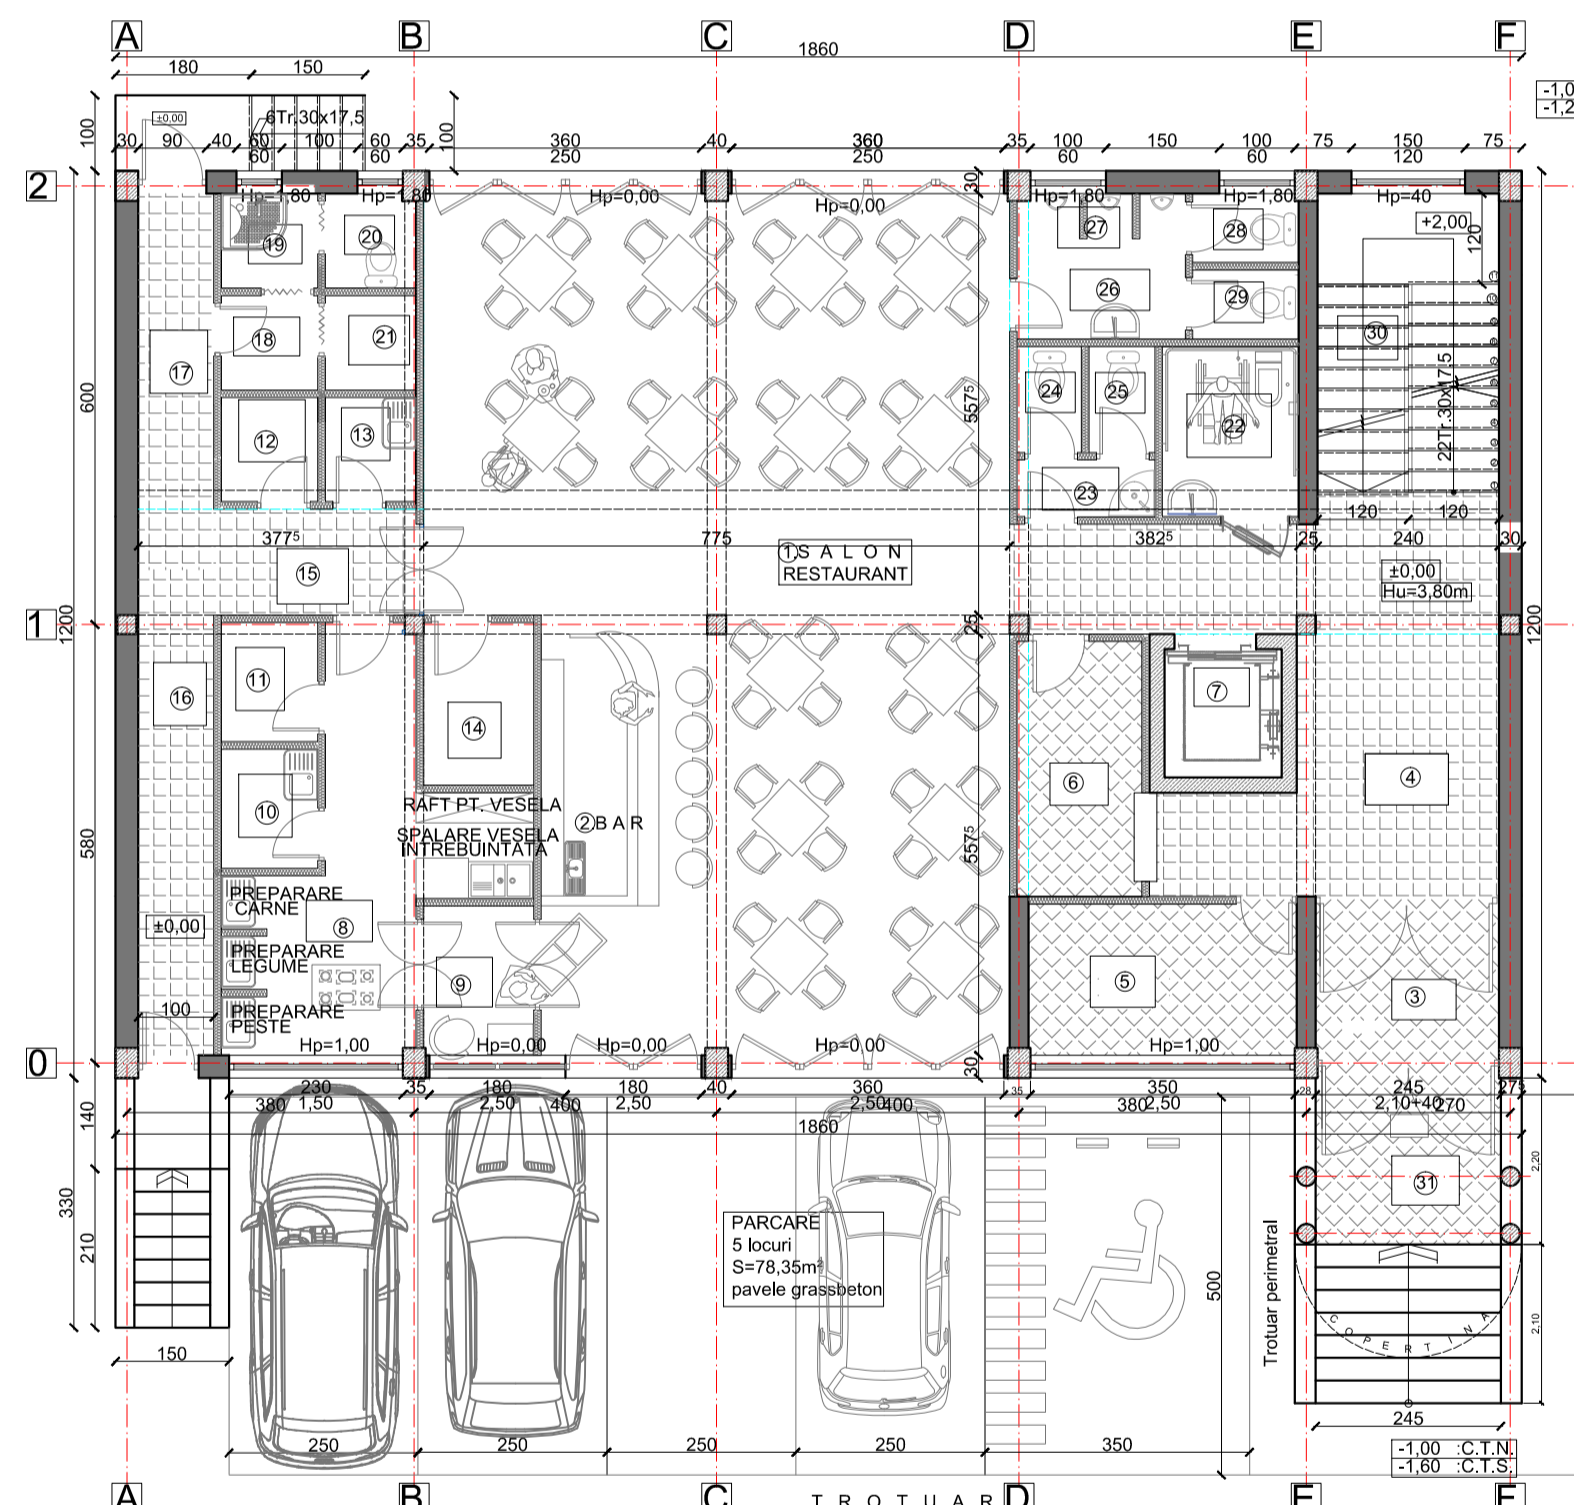 A B C D E F
1860
180 150
-1,0
-1,2
±0,00 6Tr.30x17,5
100 100
30 90 40 60 100 60 35 360 40 360 35 100 150 100 75 150 75
60 60 250 250 60 60 120
2
Hp=1,80 Hp=1,80 Hp=0,00 Hp=0,00 30 Hp=1,80 Hp=1,80 Hp=40
+2,00
120
19 20 27 28
26 29
17 18 21 30
600 12 13 5575 24 25 22 22Tr.30x17,5
23
120 120
3775 775 3825 25 240 30
1 S A L O N
RESTAURANT
15
±0,00
Hu=3,80m
1
1200 25 1200
11 16 14 7
6 4
10
RAFT PT. VESELA
2 B A R
SPALARE VESELA
INTREBUINTATA
580 5575
PREPARARE
CARNE
8
±0,00
PREPARARE
LEGUME
9 5 3
100
PREPARARE
PESTE
0
Hp=1,00 Hp=0,00 Hp=0,00 Hp=0,00 30 Hp=1,00
230 35 180 180 40 360 35 350 28 245 275
380 1,50 2,50 400 2,50 2,50 400 380 2,50 2,10+40 270
1860
140
330
210
150
2,20
31
PARCARE
5 locuri
S=78,35m²
pavele grassbeton
Trotuar perimetral
500
COPERTINA
2,10
245
250 250 250 250 350
-1,00 :C.T.N.
-1,60 :C.T.S.
A B C D E F
T R O T U A R